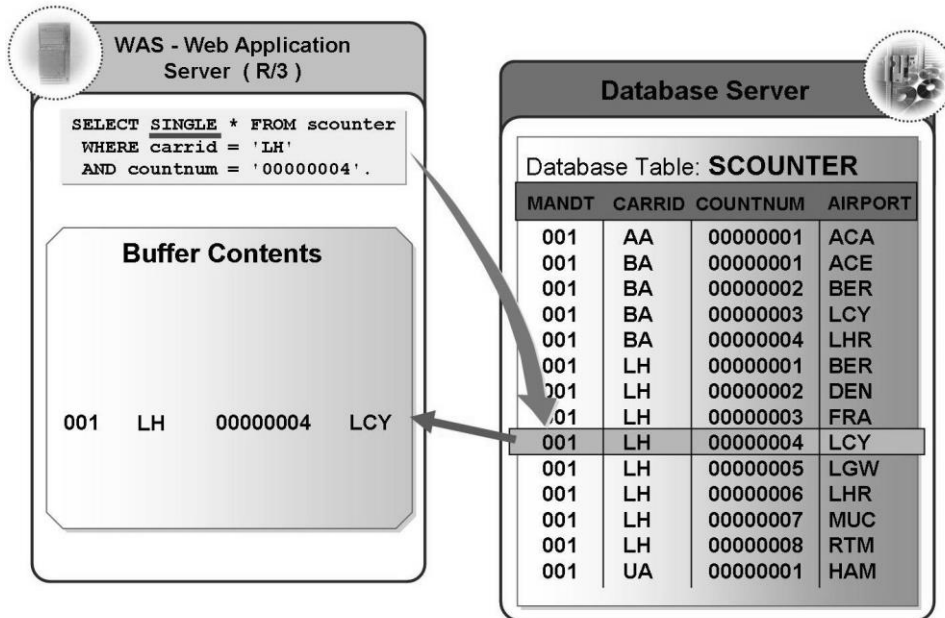 WAS - Web Application
Server ( R/3 )
SELECT SINGLE * FROM scounter
WHERE carrid = 'LH'
AND countnum = '00000004'.
Buffer Contents
001 LH 00000004 LCY
Database Server
Database Table: SCOUNTER
MANDT CARRID COUNTNUM AIRPORT
001 AA 00000001 ACA
001 BA 00000001 ACE
001 BA 00000002 BER
001 BA 00000003 LCY
001 BA 00000004 LHR
001 LH 00000001 BER
001 LH 00000002 DEN
001 LH 00000003 FRA
001 LH 00000004 LCY
001 LH 00000005 LGW
001 LH 00000006 LHR
001 LH 00000007 MUC
001 LH 00000008 RTM
001 UA 00000001 HAM